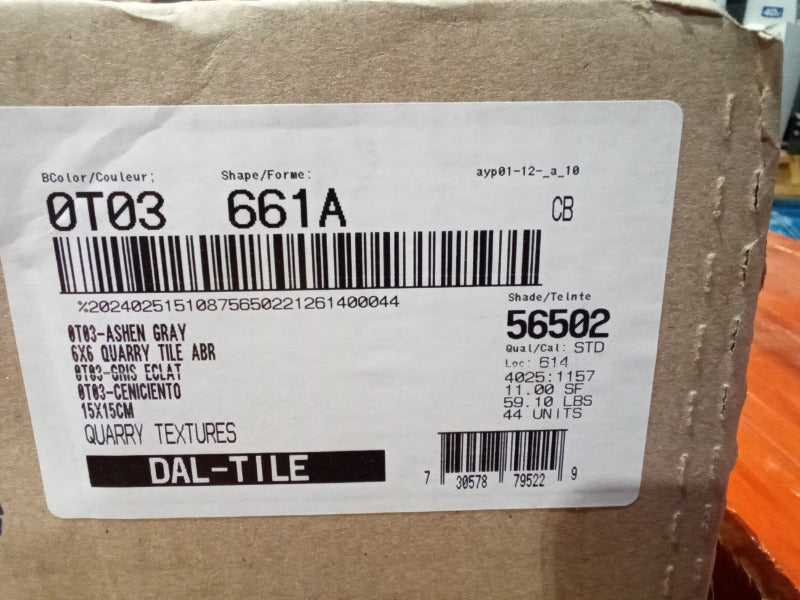 BColor/Couleur: Shape/Forme: ayp01-12-_a_10
0T03 661A CB
%2024025151087565022126140044
0T03-ASHEN GRAY
6X6 QUARRY TILE ABR
0T03-GRIS ECLAT
0T03-CENICIENTO
15X15CM
QUARRY TEXTURES
DAL-TILE
Shade/Teinte
56502
Qual/Cal: STD
Loc: 614
4025:1157
11.00 SF
59.10 LBS
44 UNITS
7 30578 79522 9